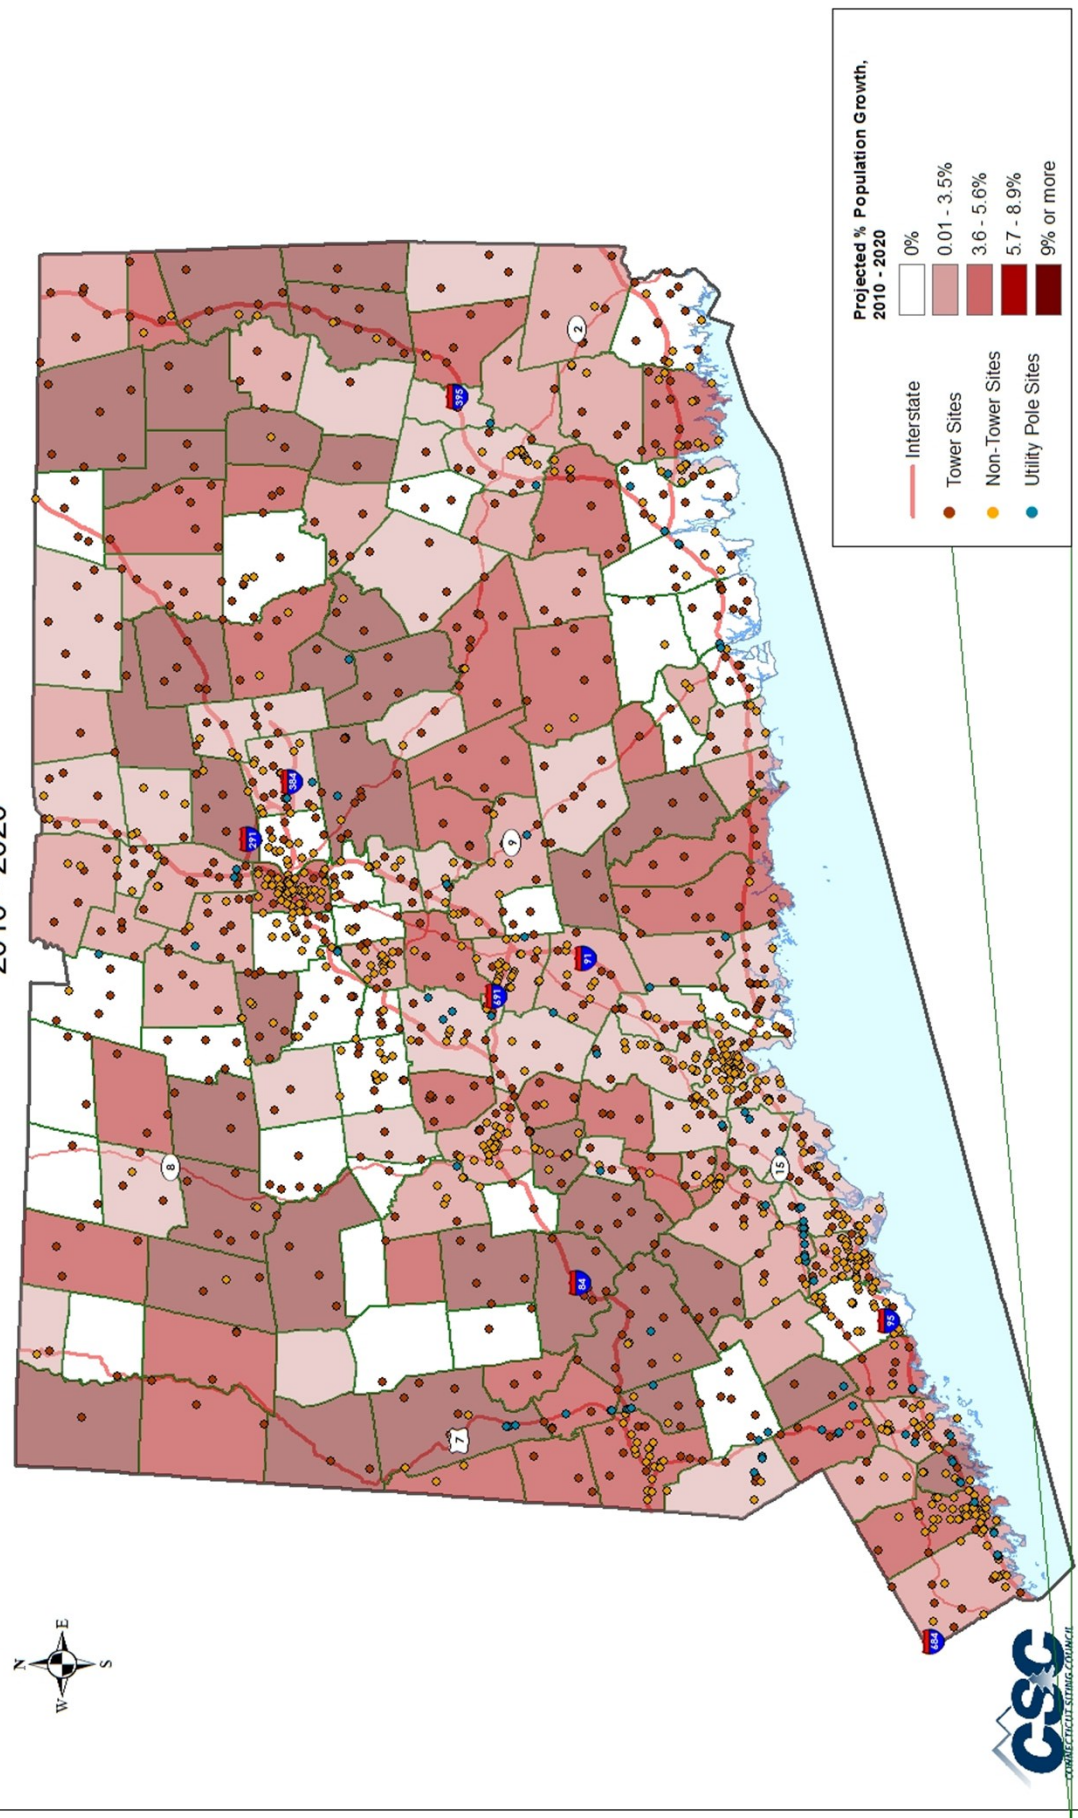 N
W
E
S
8
7
84
691
91
291
384
9
395
2
15
95
684
CSC
CONNECTICUT SITING COUNCIL
Interstate
Tower Sites
Non-Tower Sites
Utility Pole Sites
Projected % Population Growth,
2010 - 2020
0%
0.01 - 3.5%
3.6 - 5.6%
5.7 - 8.9%
9% or more